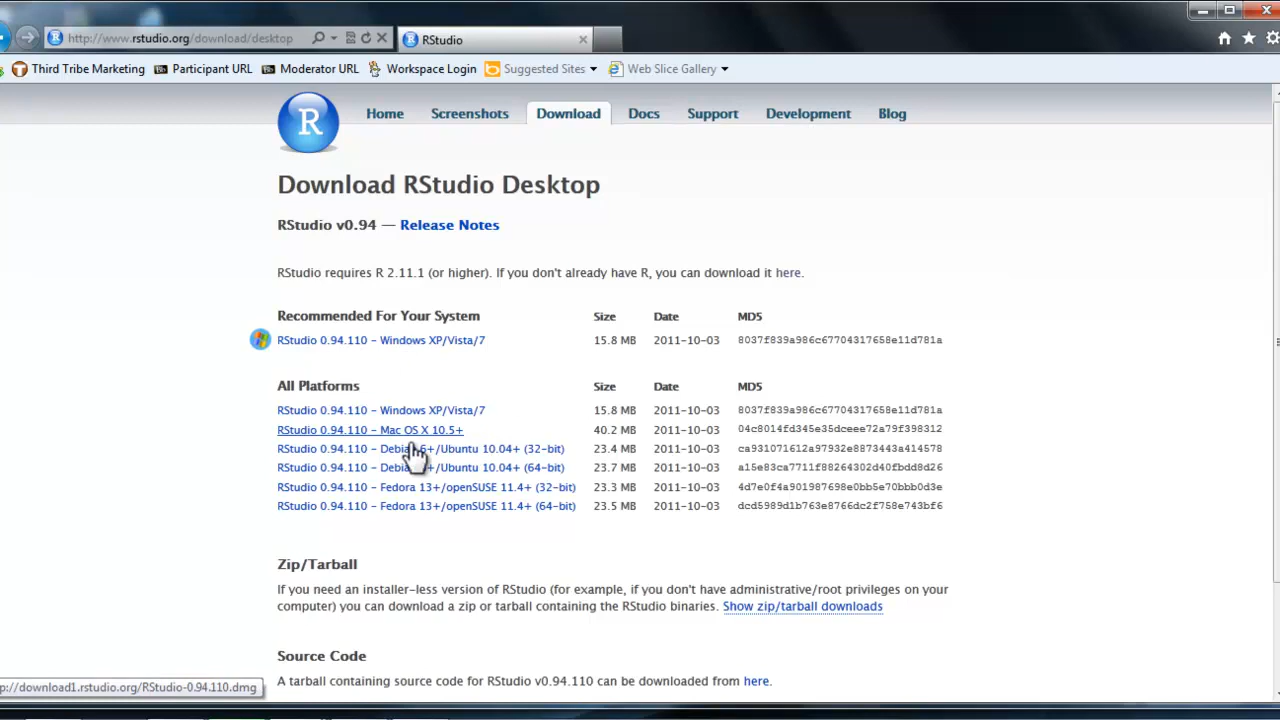 http://www.rstudio.org/download/desktop
RStudio
Third Tribe Marketing
Participant URL
Moderator URL
Workspace Login
Suggested Sites
Web Slice Gallery
R
Home Screenshots Download Docs Support Development Blog
Download RStudio Desktop
RStudio v0.94 — Release Notes
RStudio requires R 2.11.1 (or higher). If you don't already have R, you can download it here.
Recommended For Your System Size Date MD5
RStudio 0.94.110 - Windows XP/Vista/7 15.8 MB 2011-10-03 8037f839a986c67704317658e11d781a
All Platforms Size Date MD5
RStudio 0.94.110 - Windows XP/Vista/7 15.8 MB 2011-10-03 8037f839a986c67704317658e11d781a
RStudio 0.94.110 - Mac OS X 10.5+ 40.2 MB 2011-10-03 04c8014fd345e35dceee72a79f398312
RStudio 0.94.110 - Debian 6+/Ubuntu 10.04+ (32-bit) 23.4 MB 2011-10-03 ca931071612a97932e8873443a414578
RStudio 0.94.110 - Debian 6+/Ubuntu 10.04+ (64-bit) 23.7 MB 2011-10-03 a15e83ca7711f88264302d40fbdd8d26
RStudio 0.94.110 - Fedora 13+/openSUSE 11.4+ (32-bit) 23.3 MB 2011-10-03 4d7e0f4a901987698e0bb5e70bbb0d3e
RStudio 0.94.110 - Fedora 13+/openSUSE 11.4+ (64-bit) 23.5 MB 2011-10-03 dcd5989d1b763e8766dc2f758e743bf6
Zip/Tarball
If you need an installer-less version of RStudio (for example, if you don't have administrative/root privileges on your
computer) you can download a zip or tarball containing the RStudio binaries. Show zip/tarball downloads
Source Code
A tarball containing source code for RStudio v0.94.110 can be downloaded from here.
p://download1.rstudio.org/RStudio-0.94.110.dmg